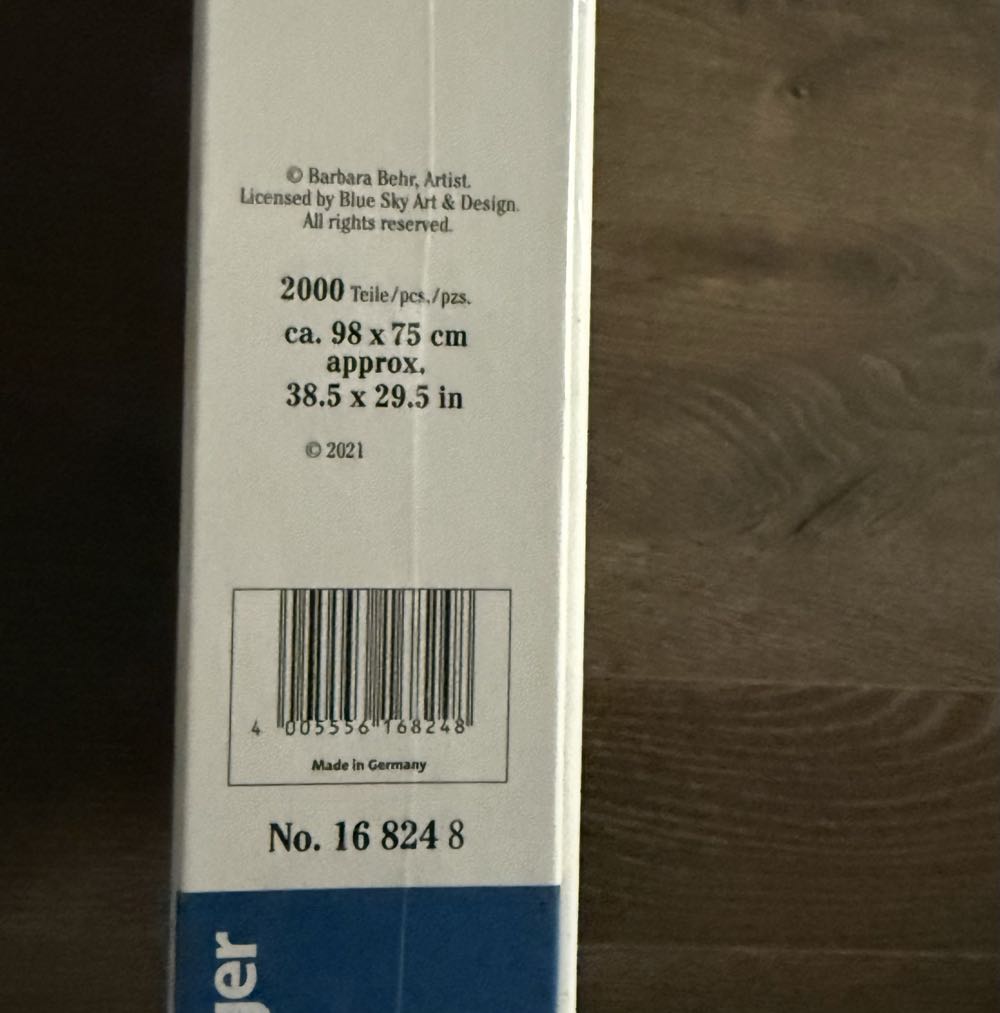 © Barbara Behr, Artist.
Licensed by Blue Sky Art & Design.
All rights reserved.
2000 Teile/pcs./pzs.
ca. 98 x 75 cm
approx.
38.5 x 29.5 in
© 2021
4 005556 168248
Made in Germany
No. 16 824 8
ger